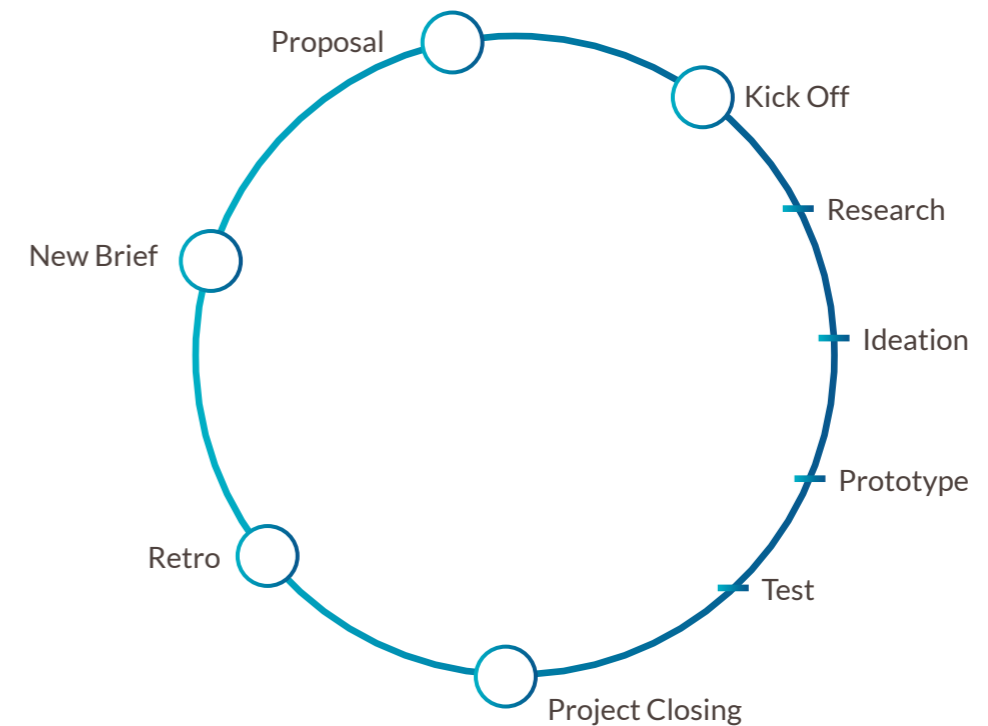 Proposal
Kick Off
Research
New Brief
Ideation
Prototype
Retro
Test
Project Closing